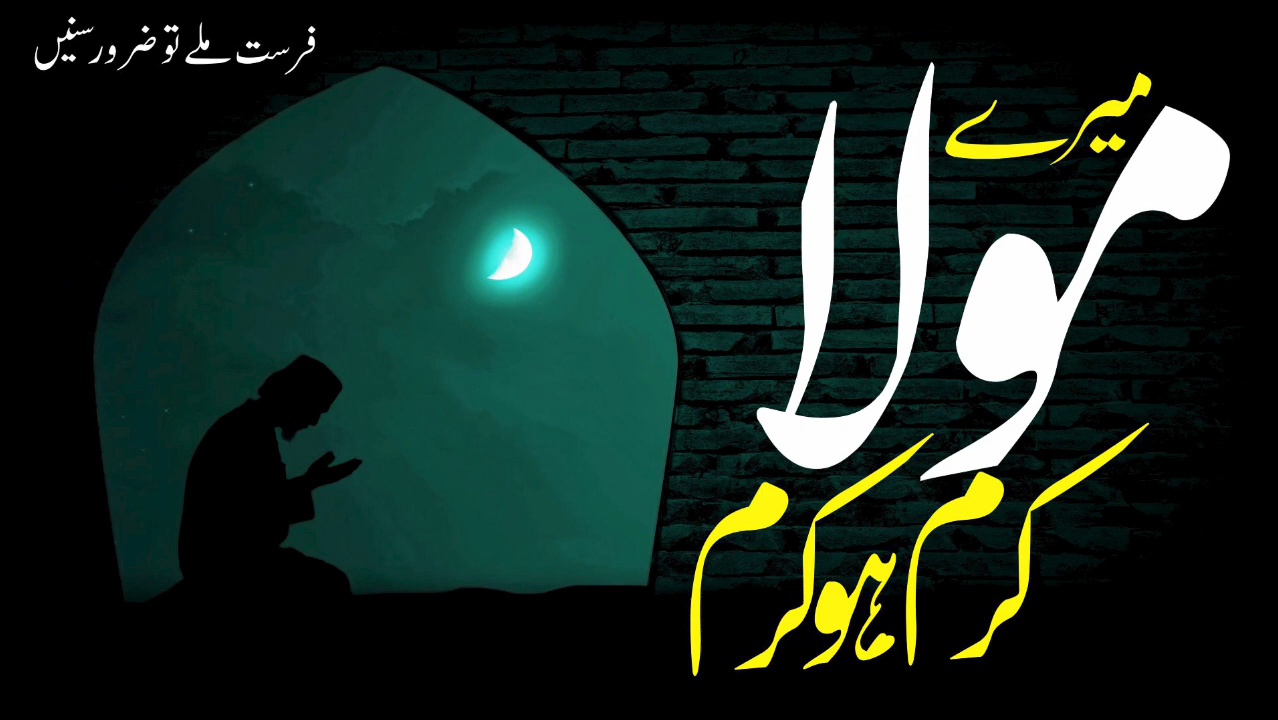 فرست ملے تو ضرور سنیں
میرے
مولا
کرم ہو کرم